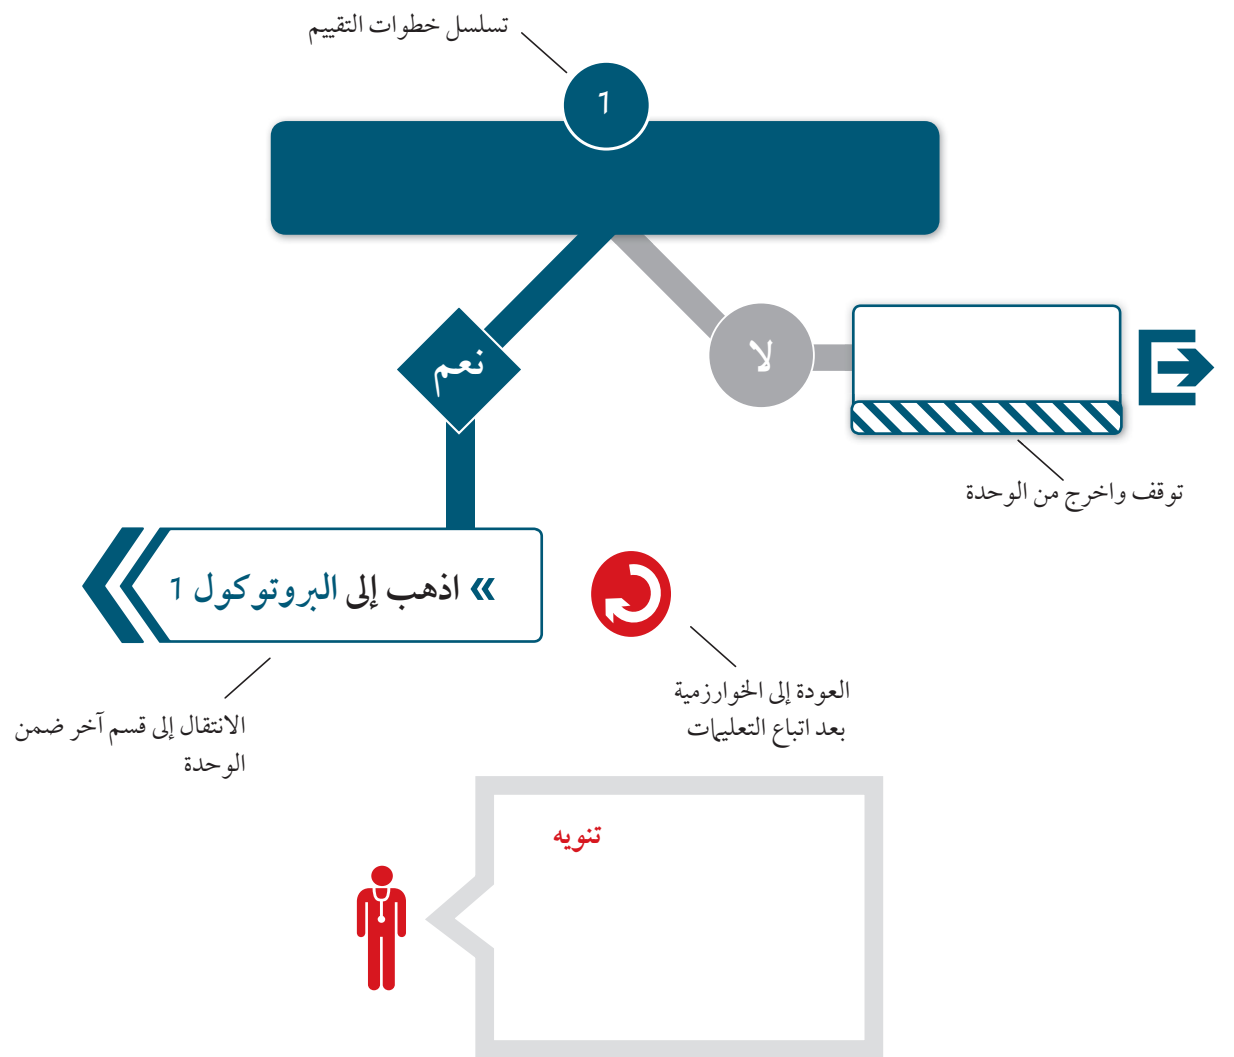 تسلسل خطوات التقييم
1
نعم
لا
توقف واخرج من الوحدة
» اذهب إلى البروتوكول 1
العودة إلى الخوارزمية
بعد اتباع التعليمات
الانتقال إلى قسم آخر ضمن
الوحدة
تنويه